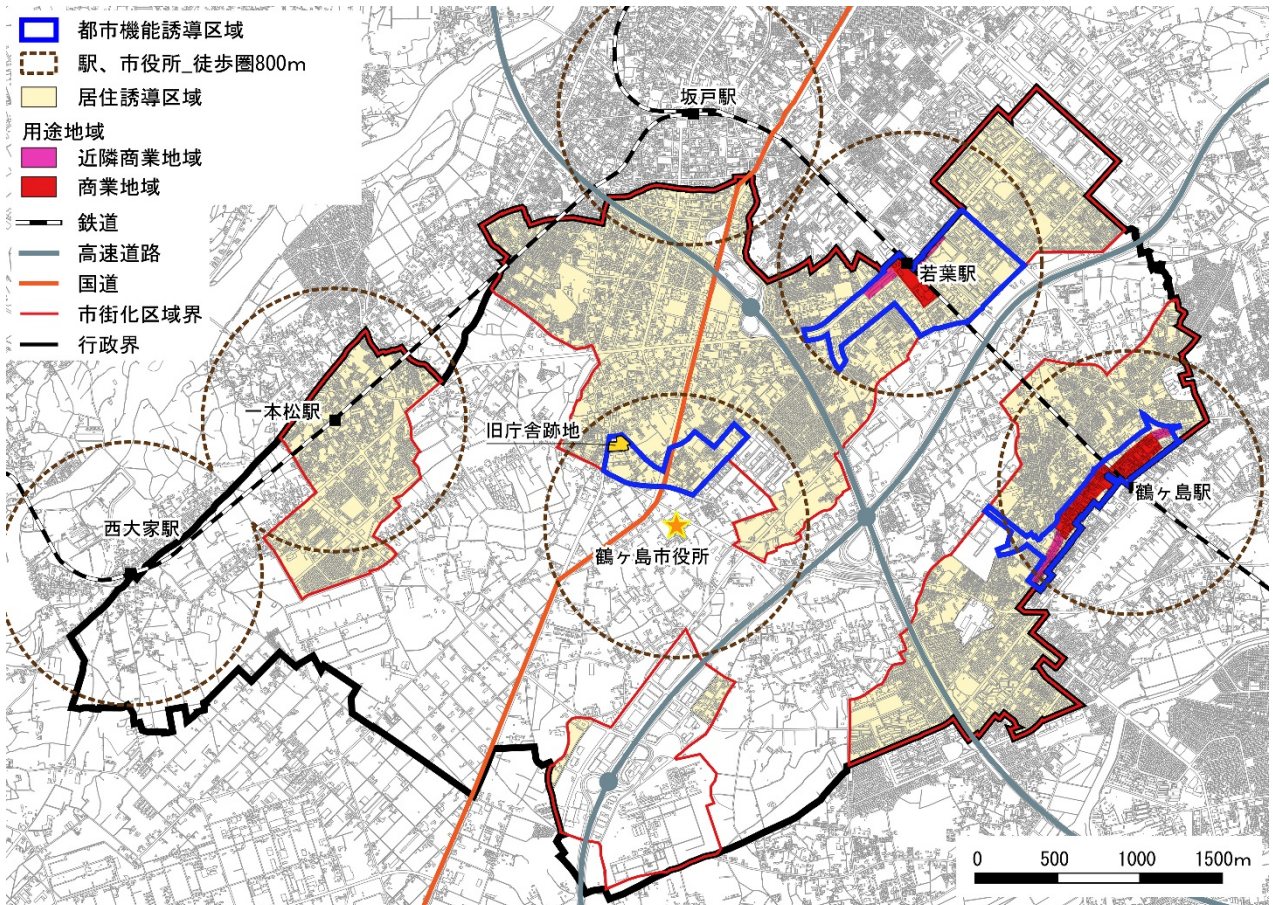 都市機能誘導区域
駅、市役所_徒歩圏800m
居住誘導区域
用途地域
近隣商業地域
商業地域
鉄道
高速道路
国道
市街化区域界
行政界
坂戸駅
若葉駅
一本松駅
旧庁舎跡地
西大家駅
鶴ヶ島市役所
鶴ヶ島駅
0 500 1000 1500m